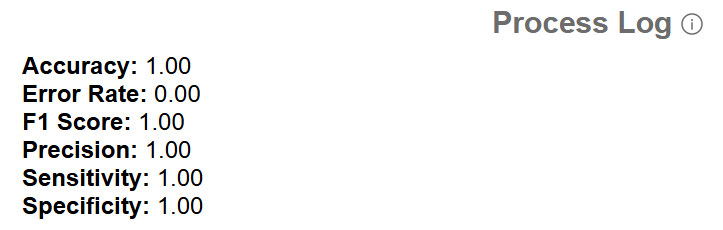 Process Log
Accuracy: 1.00
Error Rate: 0.00
F1 Score: 1.00
Precision: 1.00
Sensitivity: 1.00
Specificity: 1.00